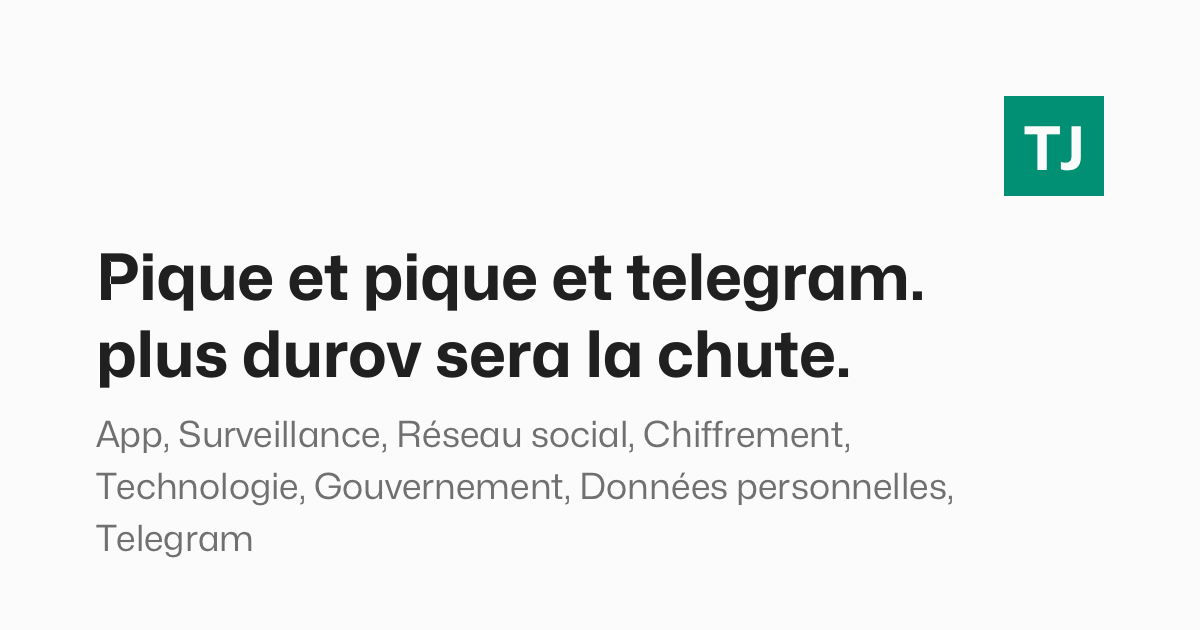 TJ
Pique et pique et telegram.
plus durov sera la chute.
App, Surveillance, Réseau social, Chiffrement,
Technologie, Gouvernement, Données personnelles,
Telegram